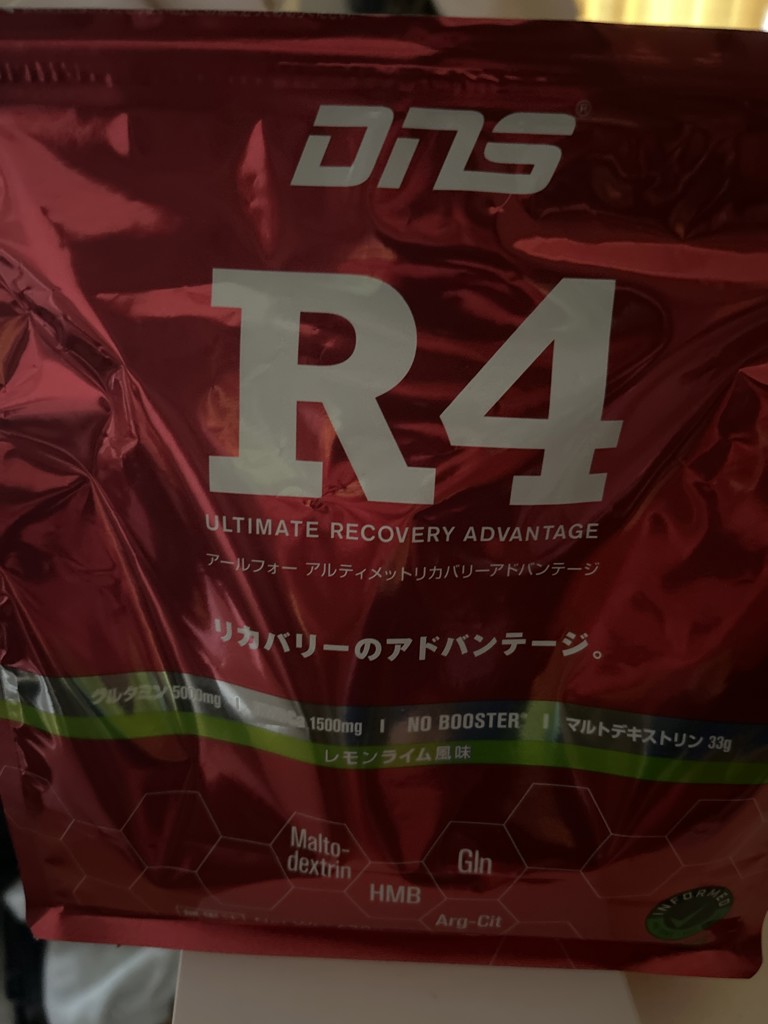 DNS®
R4
ULTIMATE RECOVERY ADVANTAGE
アールフォー アルティメットリカバリーアドバンテージ
リカバリーのアドバンテージ。
グルタミン 5000mg I 1500mg I NO BOOSTER* I マルトデキストリン 33g
レモンライム風味
Malto-
dextrin
Gln
HMB
Arg-Cit
INFORMED